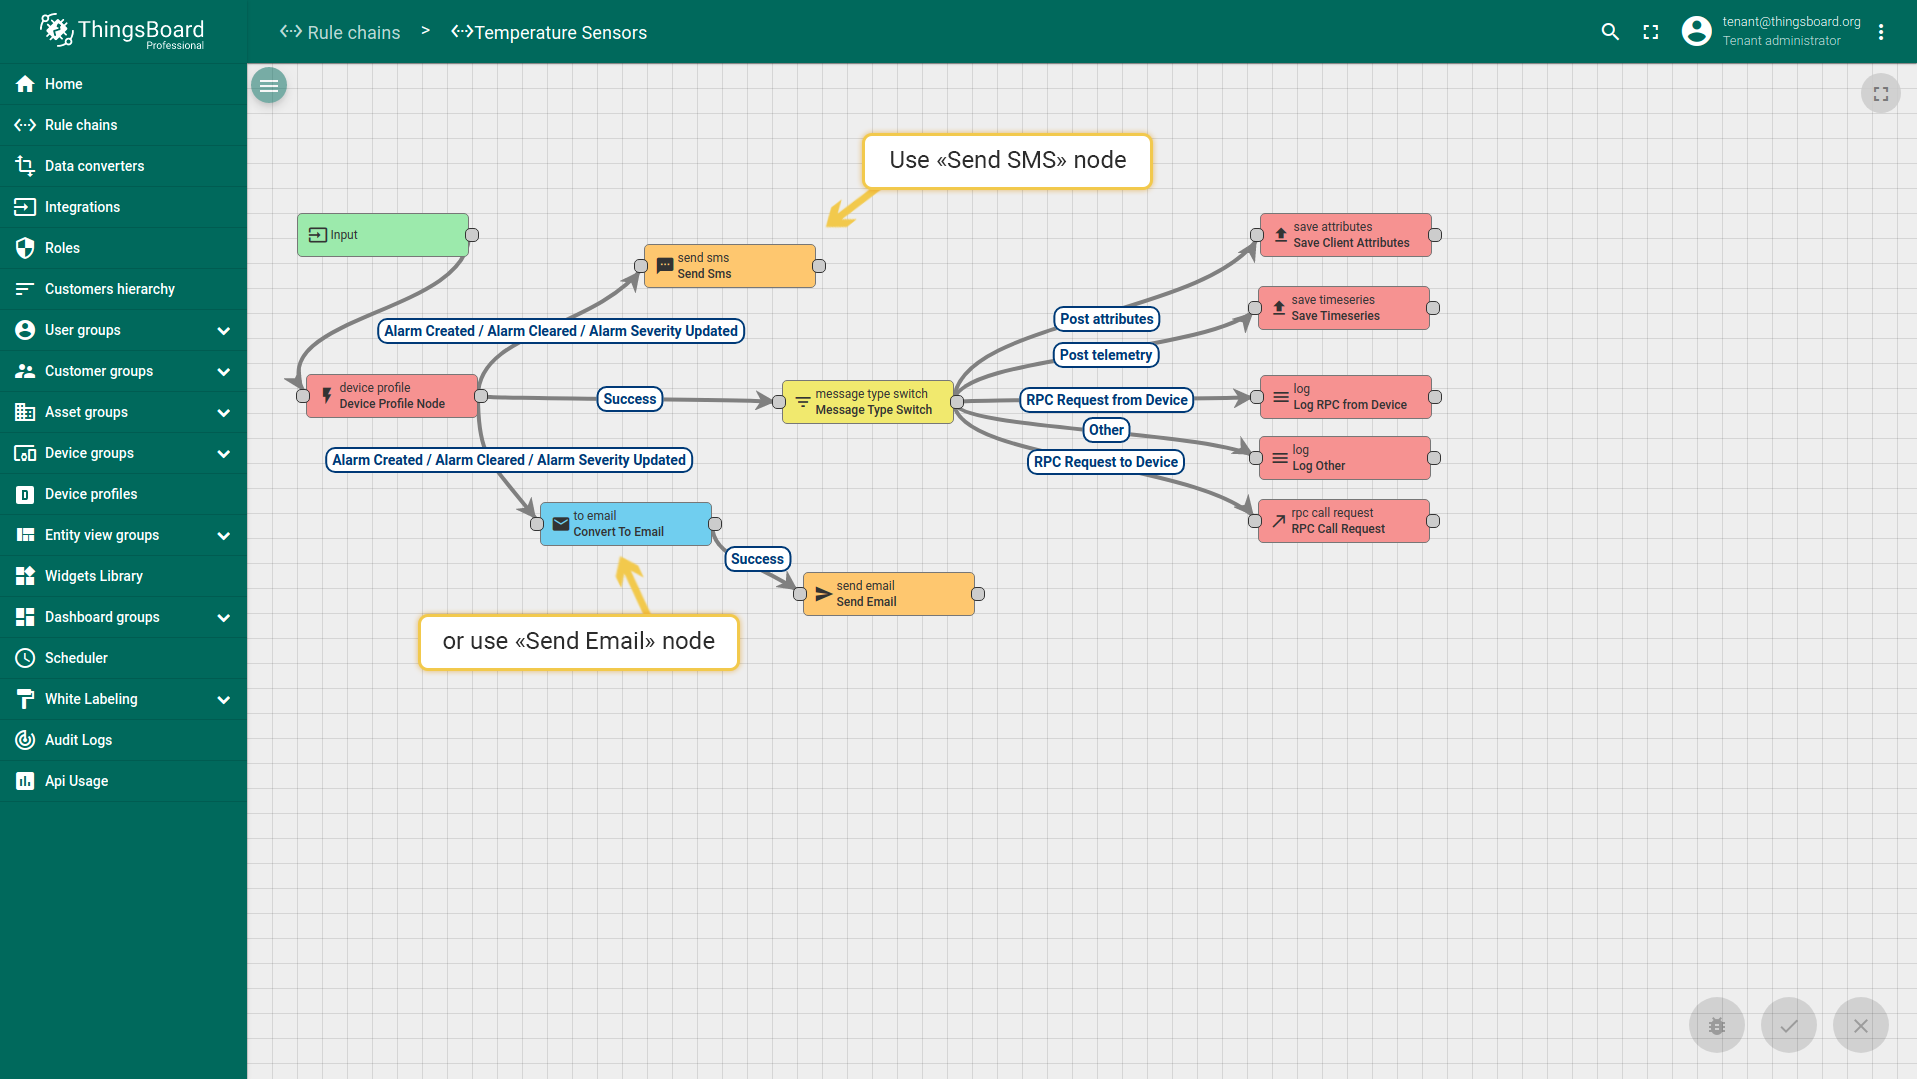 ThingsBoard
Professional
Rule chains > Temperature Sensors
tenant@thingsboard.org
Tenant administrator
Home
Rule chains
Data converters
Integrations
Roles
Customers hierarchy
User groups
Customer groups
Asset groups
Device groups
Device profiles
Entity view groups
Widgets Library
Dashboard groups
Scheduler
White Labeling
Audit Logs
Api Usage
Use «Send SMS» node
Input
send sms
Send Sms
Alarm Created / Alarm Cleared / Alarm Severity Updated
device profile
Device Profile Node
Success
message type switch
Message Type Switch
Alarm Created / Alarm Cleared / Alarm Severity Updated
to email
Convert To Email
Success
send email
Send Email
or use «Send Email» node
Post attributes
Post telemetry
RPC Request from Device
Other
RPC Request to Device
save attributes
Save Client Attributes
save timeseries
Save Timeseries
log
Log RPC from Device
log
Log Other
rpc call request
RPC Call Request